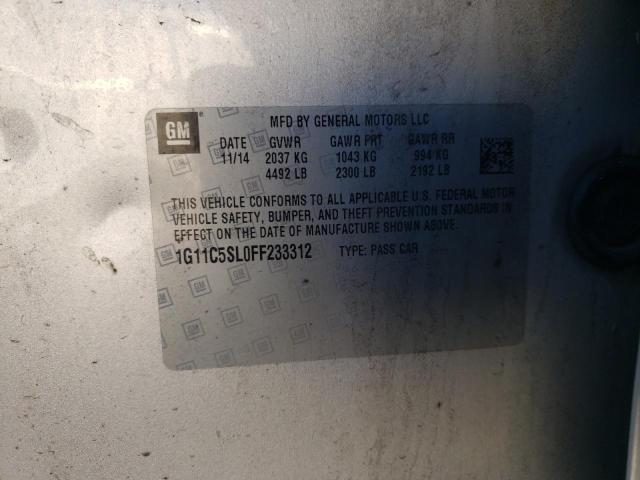 GM
MFD BY GENERAL MOTORS LLC
DATE GVWR GAWR FRT GAWR RR
11/14 2037 KG 1043 KG 994 KG
4492 LB 2300 LB 2192 LB
THIS VEHICLE CONFORMS TO ALL APPLICABLE U.S. FEDERAL MOTOR
VEHICLE SAFETY, BUMPER, AND THEFT PREVENTION STANDARDS IN
EFFECT ON THE DATE OF MANUFACTURE SHOWN ABOVE.
1G11C5SL0FF233312 TYPE: PASS CAR